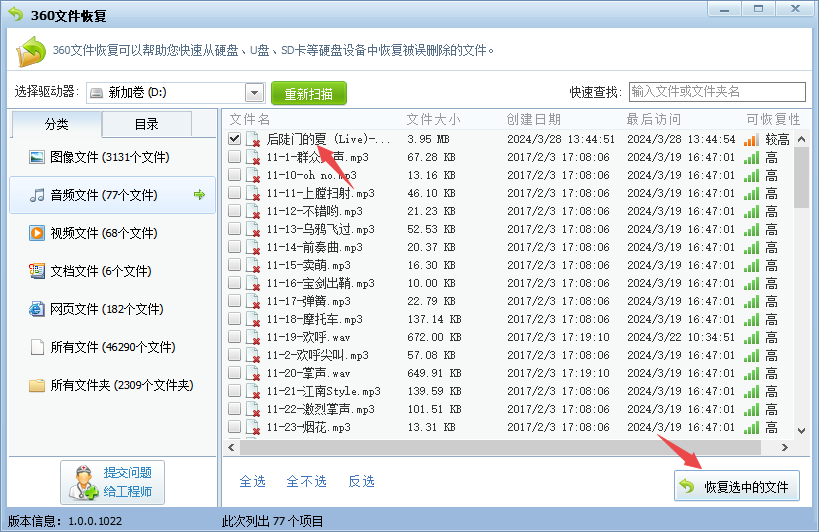 360文件恢复
360文件恢复可以帮助您快速从硬盘、U盘、SD卡等硬盘设备中恢复被误删除的文件。
选择驱动器: 新加卷 (D:) 重新扫描 快速查找: 输入文件或文件夹名
分类 目录
图像文件 (3131个文件)
音频文件 (77个文件)
视频文件 (68个文件)
文档文件 (6个文件)
网页文件 (182个文件)
所有文件 (46290个文件)
所有文件夹 (2309个文件夹)
提交问题
给工程师
文件名 文件大小 创建日期 最后访问 可恢复性
后陡门的夏 (Live)-... 3.95 MB 2024/3/28 13:44:51 2024/3/28 13:44:54 较高
11-1-群众 声.mp3 67.28 KB 2017/2/3 17:08:06 2024/3/19 16:47:01 高
11-10-oh no.mp3 13.16 KB 2017/2/3 17:08:06 2024/3/19 16:47:01 高
11-11-上膛扫射.mp3 46.10 KB 2017/2/3 17:08:06 2024/3/19 16:47:01 高
11-12-不错哟.mp3 21.23 KB 2017/2/3 17:08:06 2024/3/19 16:47:01 高
11-13-乌鸦飞过.mp3 52.53 KB 2017/2/3 17:08:06 2024/3/19 16:47:01 高
11-14-前奏曲.mp3 20.37 KB 2017/2/3 17:08:06 2024/3/19 16:47:01 高
11-15-卖萌.mp3 16.30 KB 2017/2/3 17:08:06 2024/3/19 16:47:01 高
11-16-宝剑出鞘.mp3 10.00 KB 2017/2/3 17:08:06 2024/3/19 16:47:01 高
11-17-弹簧.mp3 22.79 KB 2017/2/3 17:08:06 2024/3/19 16:47:01 高
11-18-摩托车.mp3 137.14 KB 2017/2/3 17:08:06 2024/3/19 16:47:01 高
11-19-欢呼.wav 672.00 KB 2017/2/3 17:19:10 2024/3/22 10:34:51 高
11-2-欢呼尖叫.mp3 57.08 KB 2017/2/3 17:08:06 2024/3/19 16:47:01 高
11-20-掌声.wav 649.91 KB 2017/2/3 17:19:10 2024/3/19 16:47:01 高
11-21-江南Style.mp3 139.59 KB 2017/2/3 17:08:06 2024/3/19 16:47:01 高
11-22-激烈掌声.mp3 101.51 KB 2017/2/3 17:08:06 2024/3/19 16:47:01 高
11-23-烟花.mp3 13.31 KB 2017/2/3 17:08:06 2024/3/19 16:47:01 高
全选 全不选 反选 恢复选中的文件
版本信息: 1.0.0.1022 此次列出 77 个项目